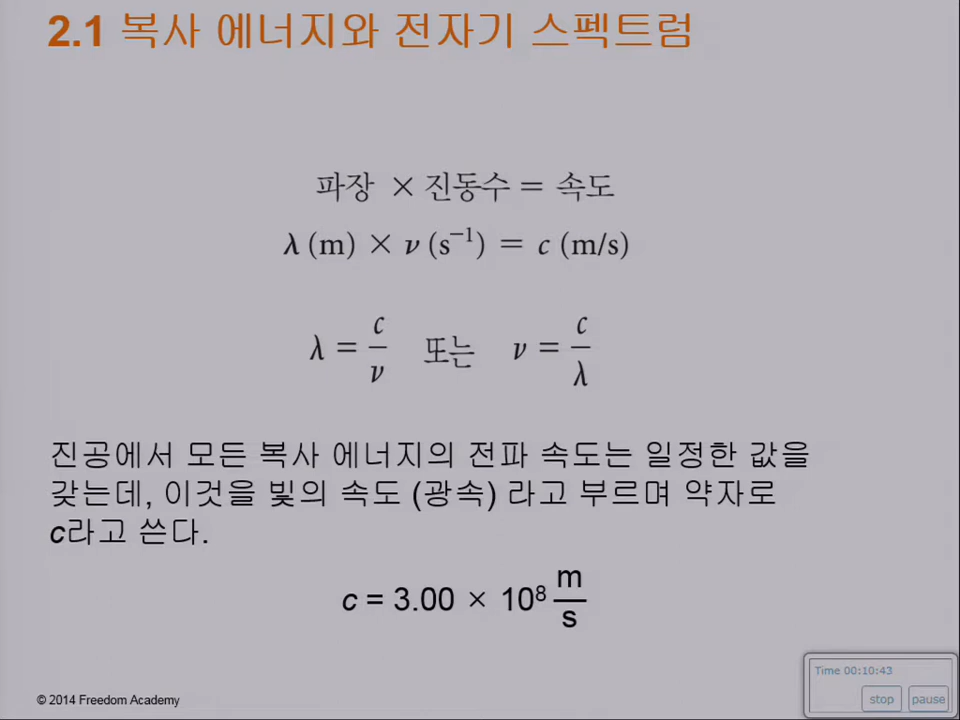 2.1 복사 에너지와 전자기 스펙트럼
파장 × 진동수 = 속도
λ (m) × ν (s⁻¹) = c (m/s)
λ = c/ν 또는 ν = c/λ
진공에서 모든 복사 에너지의 전파 속도는 일정한 값을
갖는데, 이것을 빛의 속도 (광속) 라고 부르며 약자로
c라고 쓴다.
c = 3.00 × 10⁸ m/s
Time 00:10:43
stop pause
© 2014 Freedom Academy